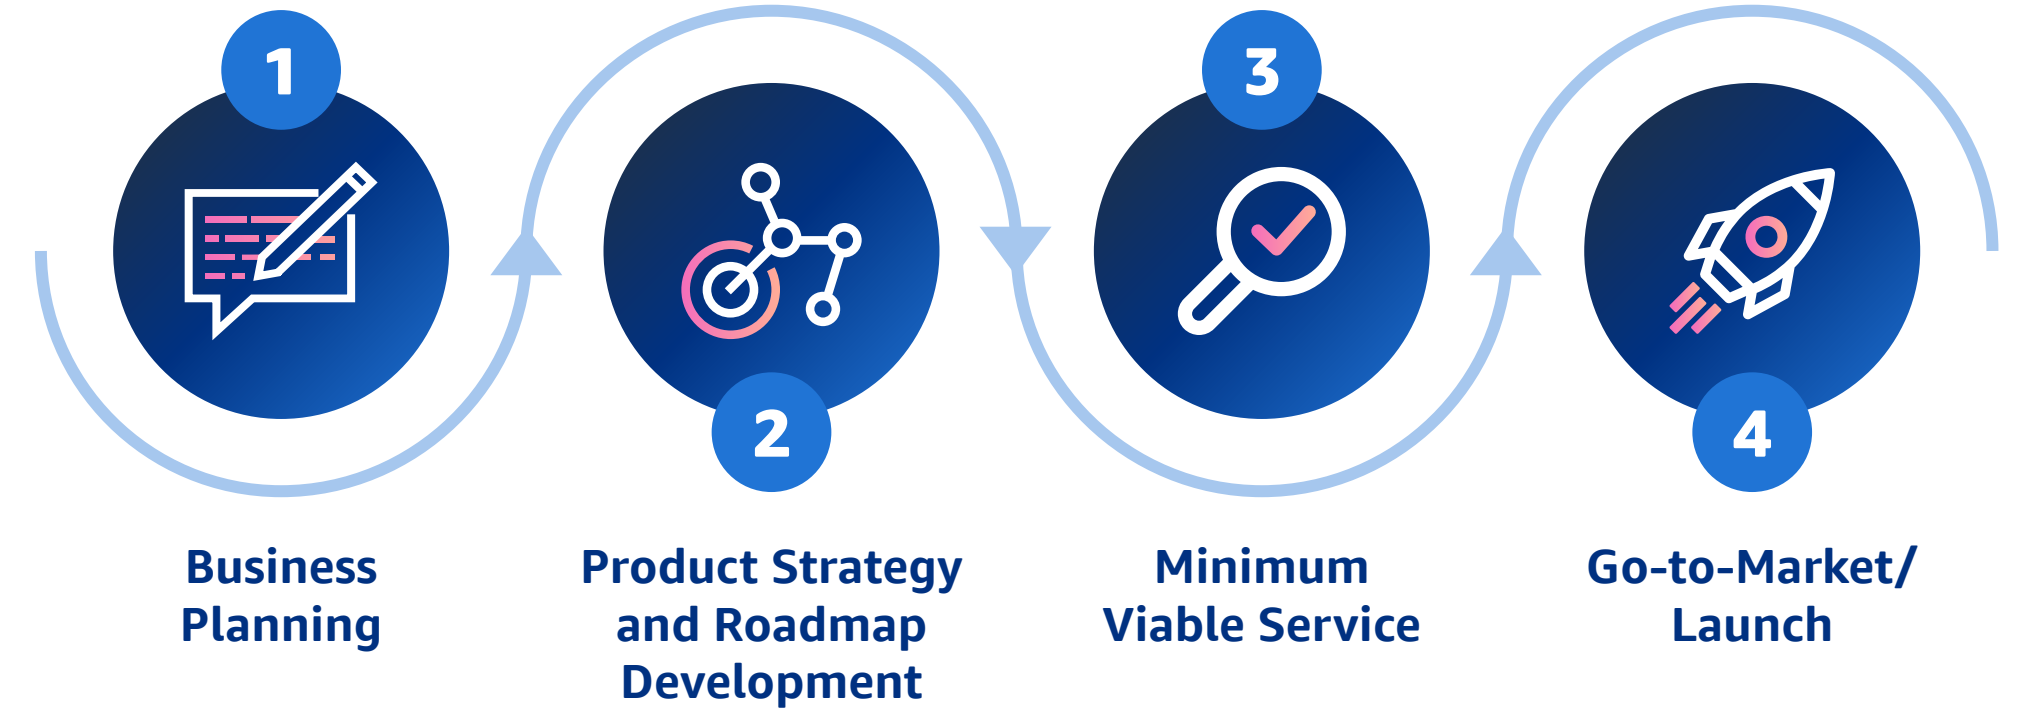 1
Business
Planning
2
Product Strategy
and Roadmap
Development
3
Minimum
Viable Service
4
Go-to-Market/
Launch